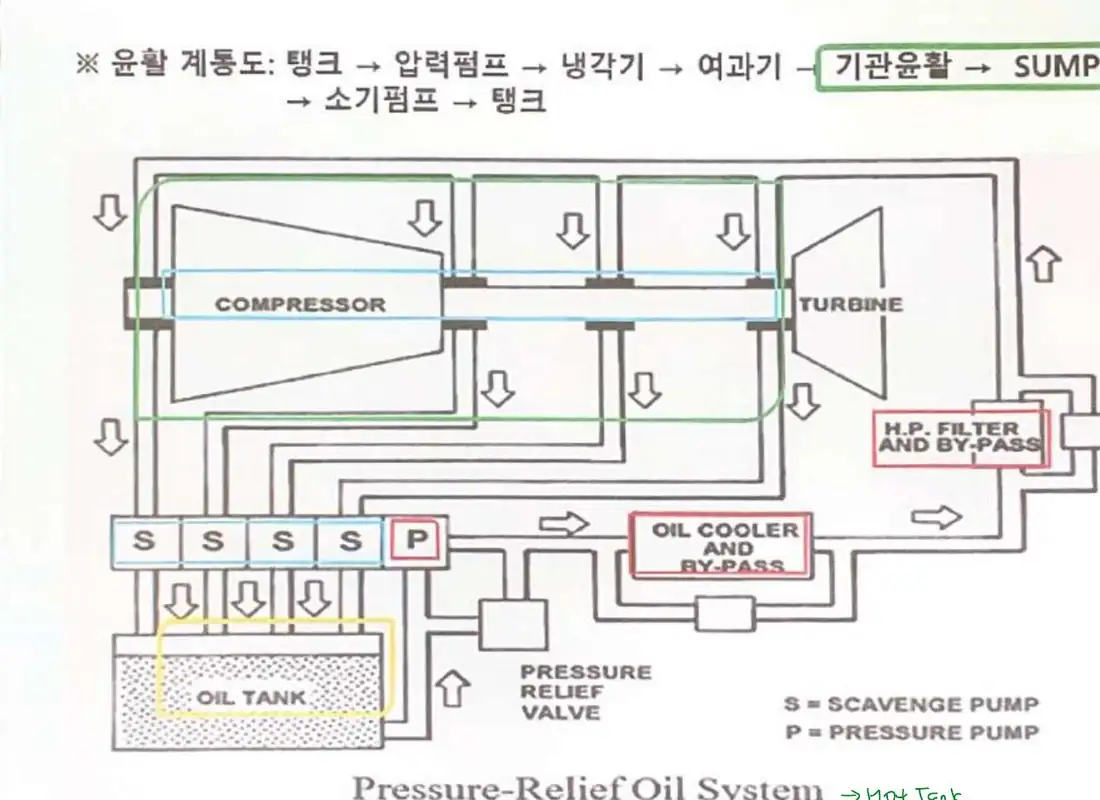 ※ 윤활 계통도: 탱크 → 압력펌프 → 냉각기 → 여과기 → 기관윤활 → SUMP
→ 소기펌프 → 탱크
COMPRESSOR
TURBINE
H.P. FILTER
AND BY-PASS
S S S S P
OIL COOLER
AND
BY-PASS
OIL TANK
PRESSURE
RELIEF
VALVE
S = SCAVENGE PUMP
P = PRESSURE PUMP
Pressure-Relief Oil System → Hot Tank